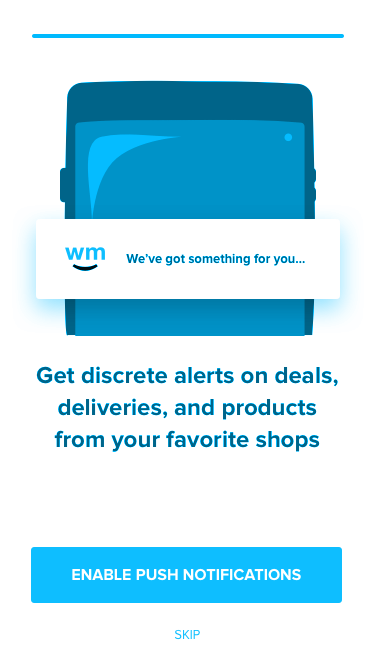 wm
We've got something for you...
Get discrete alerts on deals,
deliveries, and products
from your favorite shops
ENABLE PUSH NOTIFICATIONS
SKIP